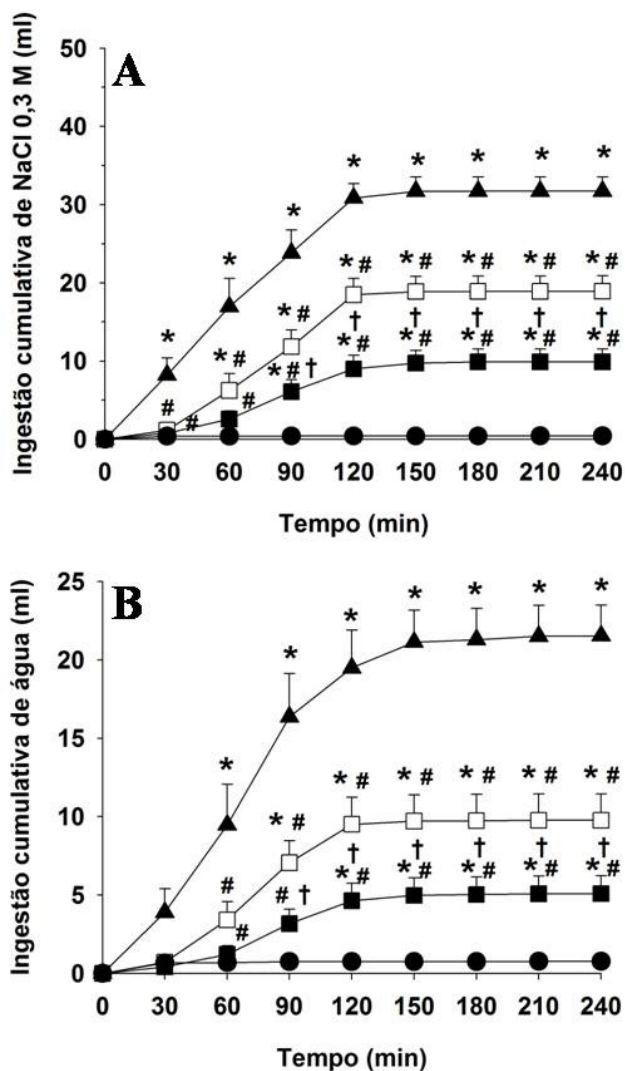 Ingestão cumulativa de NaCl 0,3 M (ml)
A
50
40
30
20
10
0
* * * * * * * *
*# *# *# *# *# *#
† † † † †
# # # *#† *# *# *# *# *#
0 30 60 90 120 150 180 210 240
Tempo (min)
Ingestão cumulativa de água (ml)
B
25
20
15
10
5
0
* * * * * * *
# *# *# *# *# *# *#
† † † † †
# #† *# *# *# *# *#
0 30 60 90 120 150 180 210 240
Tempo (min)